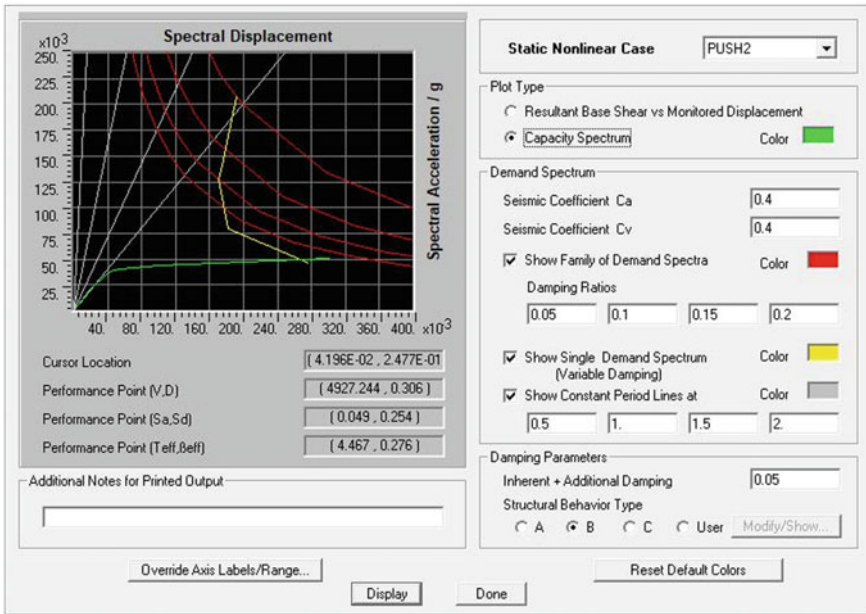 Spectral Displacement
x10³
250.
225.
200.
175.
150.
125.
100.
75.
50.
25.
40. 80. 120. 160. 200. 240. 280. 320. 360. 400. x10³
Spectral Acceleration / g
Cursor Location ( 4.196E-02 , 2.477E-01
Performance Point (V,D) ( 4927.244 , 0.306 )
Performance Point (Sa,Sd) ( 0.049 , 0.254 )
Performance Point (Teff,ßeff) ( 4.467 , 0.276 )
Additional Notes for Printed Output
Static Nonlinear Case PUSH2
Plot Type
Resultant Base Shear vs Monitored Displacement
Capacity Spectrum Color
Demand Spectrum
Seismic Coefficient Ca 0.4
Seismic Coefficient Cv 0.4
Show Family of Demand Spectra Color
Damping Ratios
0.05 0.1 0.15 0.2
Show Single Demand Spectrum Color
(Variable Damping)
Show Constant Period Lines at Color
0.5 1. 1.5 2.
Damping Parameters
Inherent + Additional Damping 0.05
Structural Behavior Type
A B C User Modify/Show...
Override Axis Labels/Range... Reset Default Colors
Display Done